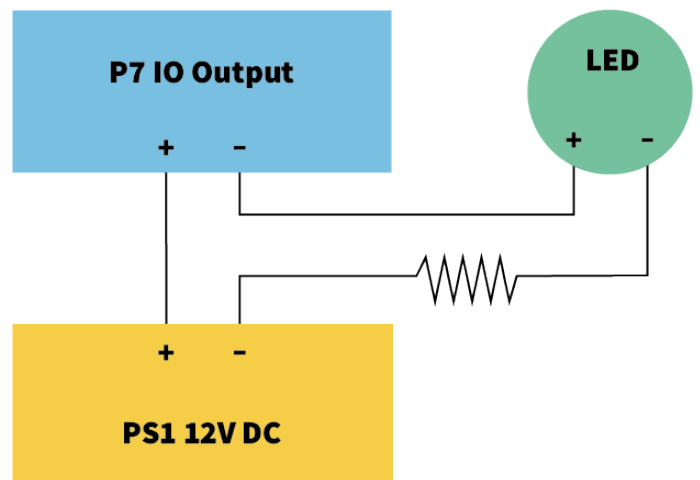 P7 IO Output
LED
+ −
+ −
+ −
PS1 12V DC